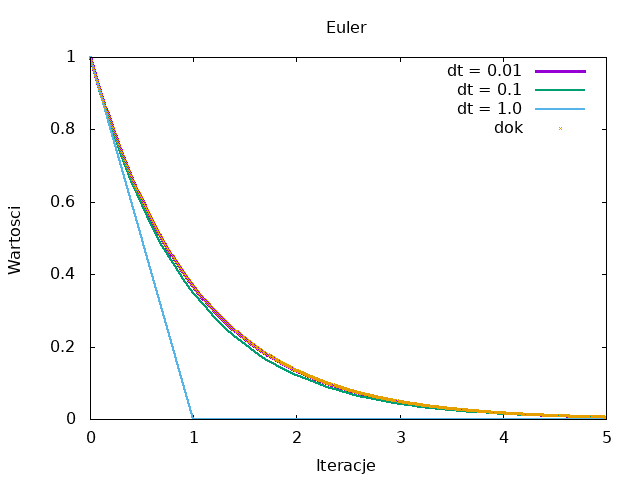 Euler
1
0.8
0.6
0.4
0.2
0
Wartosci
dt = 0.01
dt = 0.1
dt = 1.0
dok
0 1 2 3 4 5
Iteracje